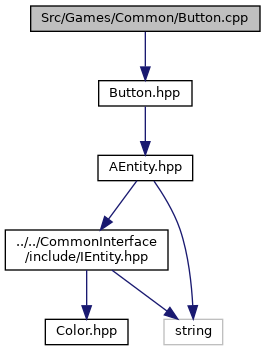 Src/Games/Common/Button.cpp
Button.hpp
AEntity.hpp
../../CommonInterface
/include/IEntity.hpp
Color.hpp
string